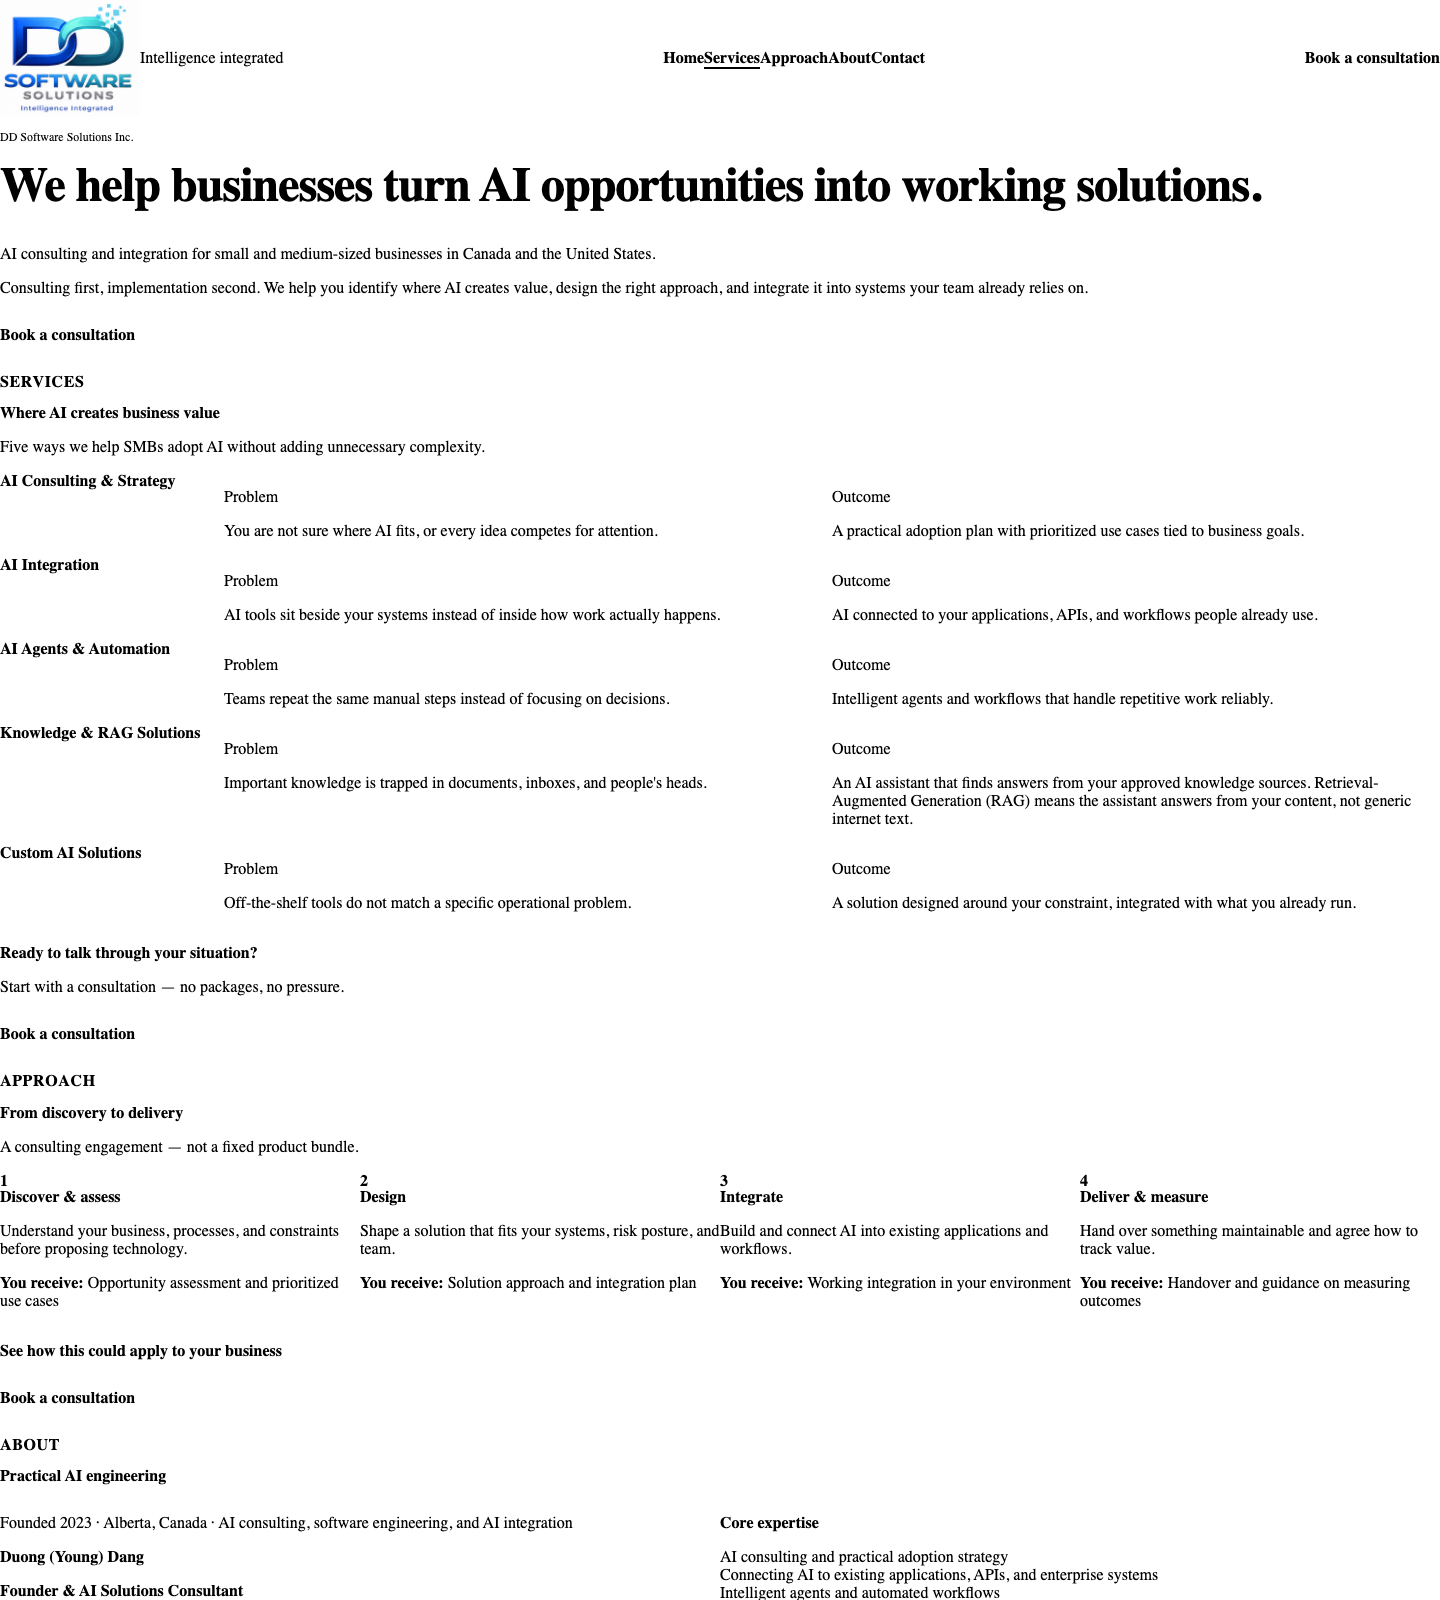 DD
SOFTWARE
SOLUTIONS
Intelligence Integrated
Intelligence integrated
Home Services Approach About Contact
Book a consultation
DD Software Solutions Inc.
We help businesses turn AI opportunities into working solutions.
AI consulting and integration for small and medium-sized businesses in Canada and the United States.
Consulting first, implementation second. We help you identify where AI creates value, design the right approach, and integrate it into systems your team already relies on.
Book a consultation
SERVICES
Where AI creates business value
Five ways we help SMBs adopt AI without adding unnecessary complexity.
AI Consulting & Strategy
Problem
You are not sure where AI fits, or every idea competes for attention.
Outcome
A practical adoption plan with prioritized use cases tied to business goals.
AI Integration
Problem
AI tools sit beside your systems instead of inside how work actually happens.
Outcome
AI connected to your applications, APIs, and workflows people already use.
AI Agents & Automation
Problem
Teams repeat the same manual steps instead of focusing on decisions.
Outcome
Intelligent agents and workflows that handle repetitive work reliably.
Knowledge & RAG Solutions
Problem
Important knowledge is trapped in documents, inboxes, and people's heads.
Outcome
An AI assistant that finds answers from your approved knowledge sources. Retrieval-
Augmented Generation (RAG) means the assistant answers from your content, not generic
internet text.
Custom AI Solutions
Problem
Off-the-shelf tools do not match a specific operational problem.
Outcome
A solution designed around your constraint, integrated with what you already run.
Ready to talk through your situation?
Start with a consultation — no packages, no pressure.
Book a consultation
APPROACH
From discovery to delivery
A consulting engagement — not a fixed product bundle.
1
Discover & assess
Understand your business, processes, and constraints
before proposing technology.
You receive: Opportunity assessment and prioritized
use cases
2
Design
Shape a solution that fits your systems, risk posture, and
team.
You receive: Solution approach and integration plan
3
Integrate
Build and connect AI into existing applications and
workflows.
You receive: Working integration in your environment
4
Deliver & measure
Hand over something maintainable and agree how to
track value.
You receive: Handover and guidance on measuring
outcomes
See how this could apply to your business
Book a consultation
ABOUT
Practical AI engineering
Founded 2023 · Alberta, Canada · AI consulting, software engineering, and AI integration
Duong (Young) Dang
Founder & AI Solutions Consultant
Core expertise
AI consulting and practical adoption strategy
Connecting AI to existing applications, APIs, and enterprise systems
Intelligent agents and automated workflows